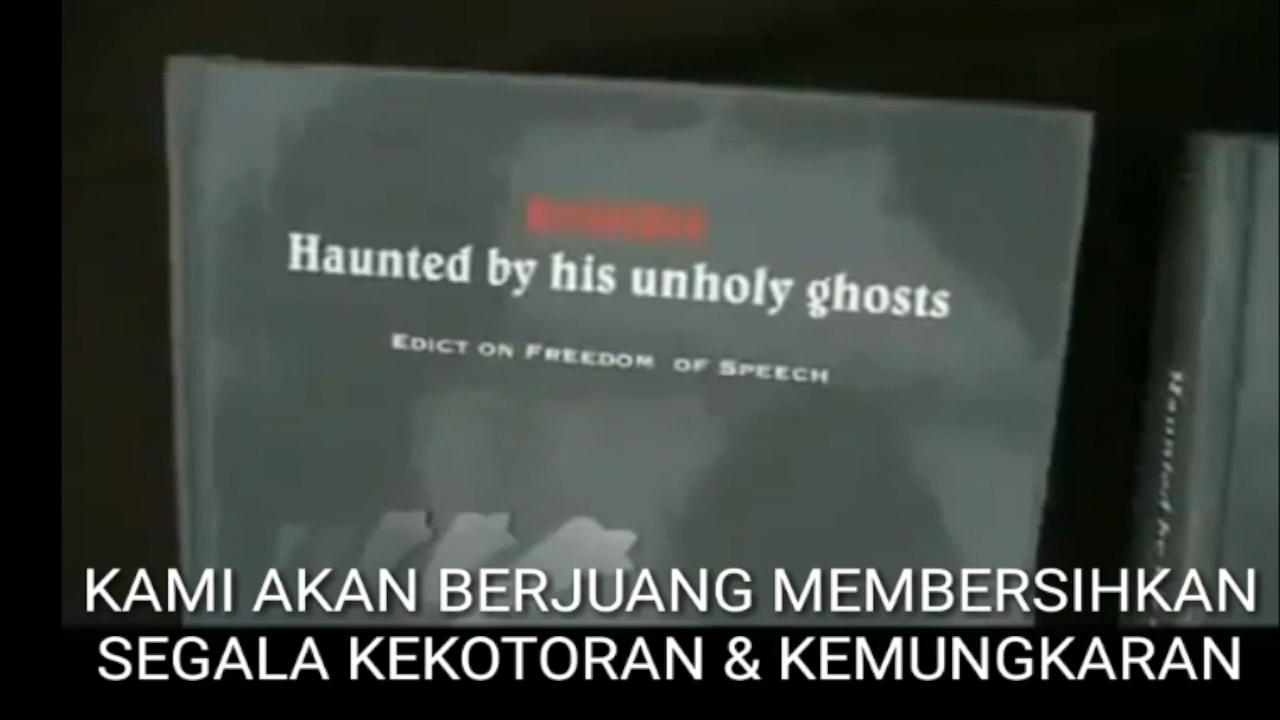 Haunted by his unholy ghosts
EDICT ON FREEDOM OF SPEECH
KAMI AKAN BERJUANG MEMBERSIHKAN
SEGALA KEKOTORAN & KEMUNGKARAN